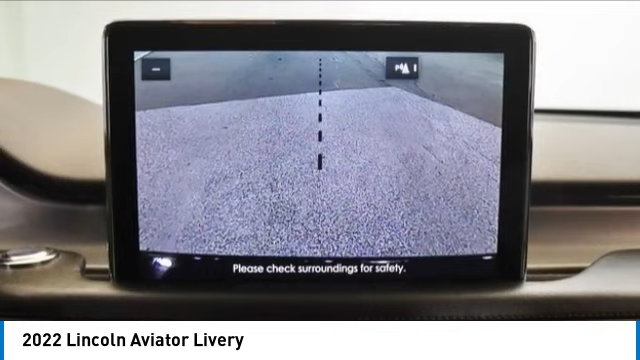 Please check surroundings for safety.
2022 Lincoln Aviator Livery